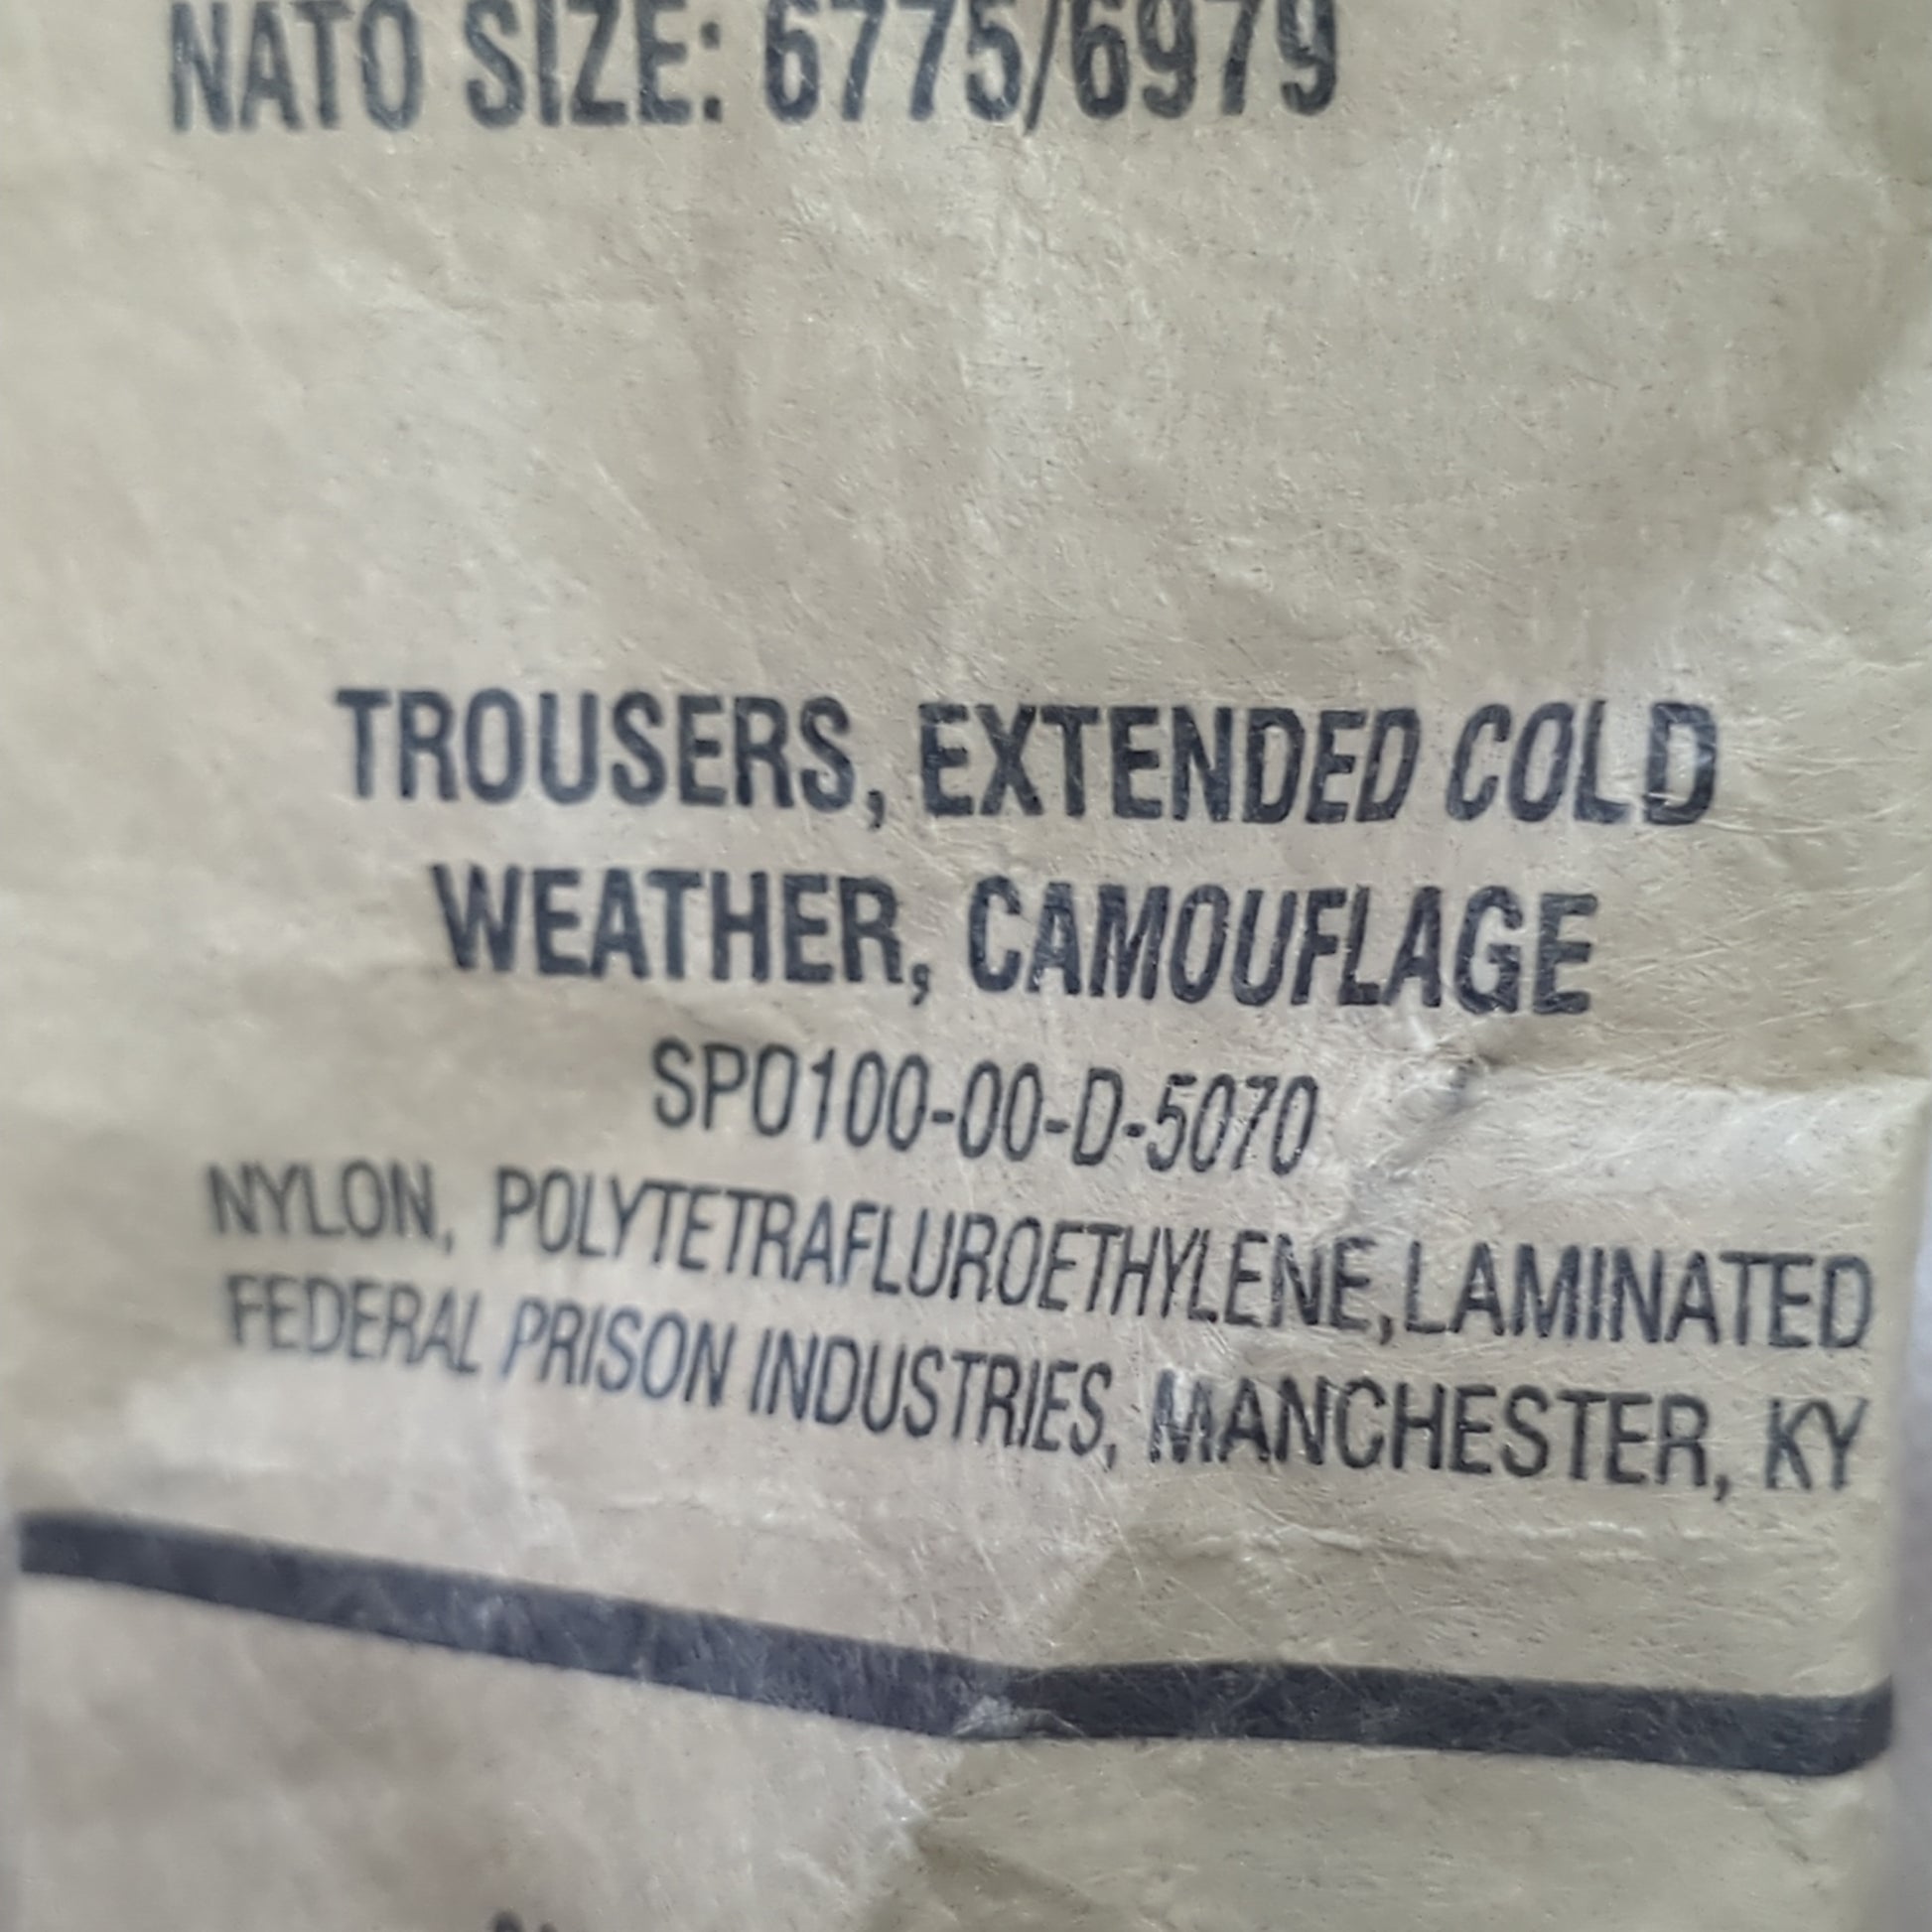 NATO SIZE: 6775/6979
TROUSERS, EXTENDED COLD
WEATHER, CAMOUFLAGE
SPO100-00-D-5070
NYLON, POLYTETRAFLUROETHYLENE,LAMINATED
FEDERAL PRISON INDUSTRIES, MANCHESTER, KY